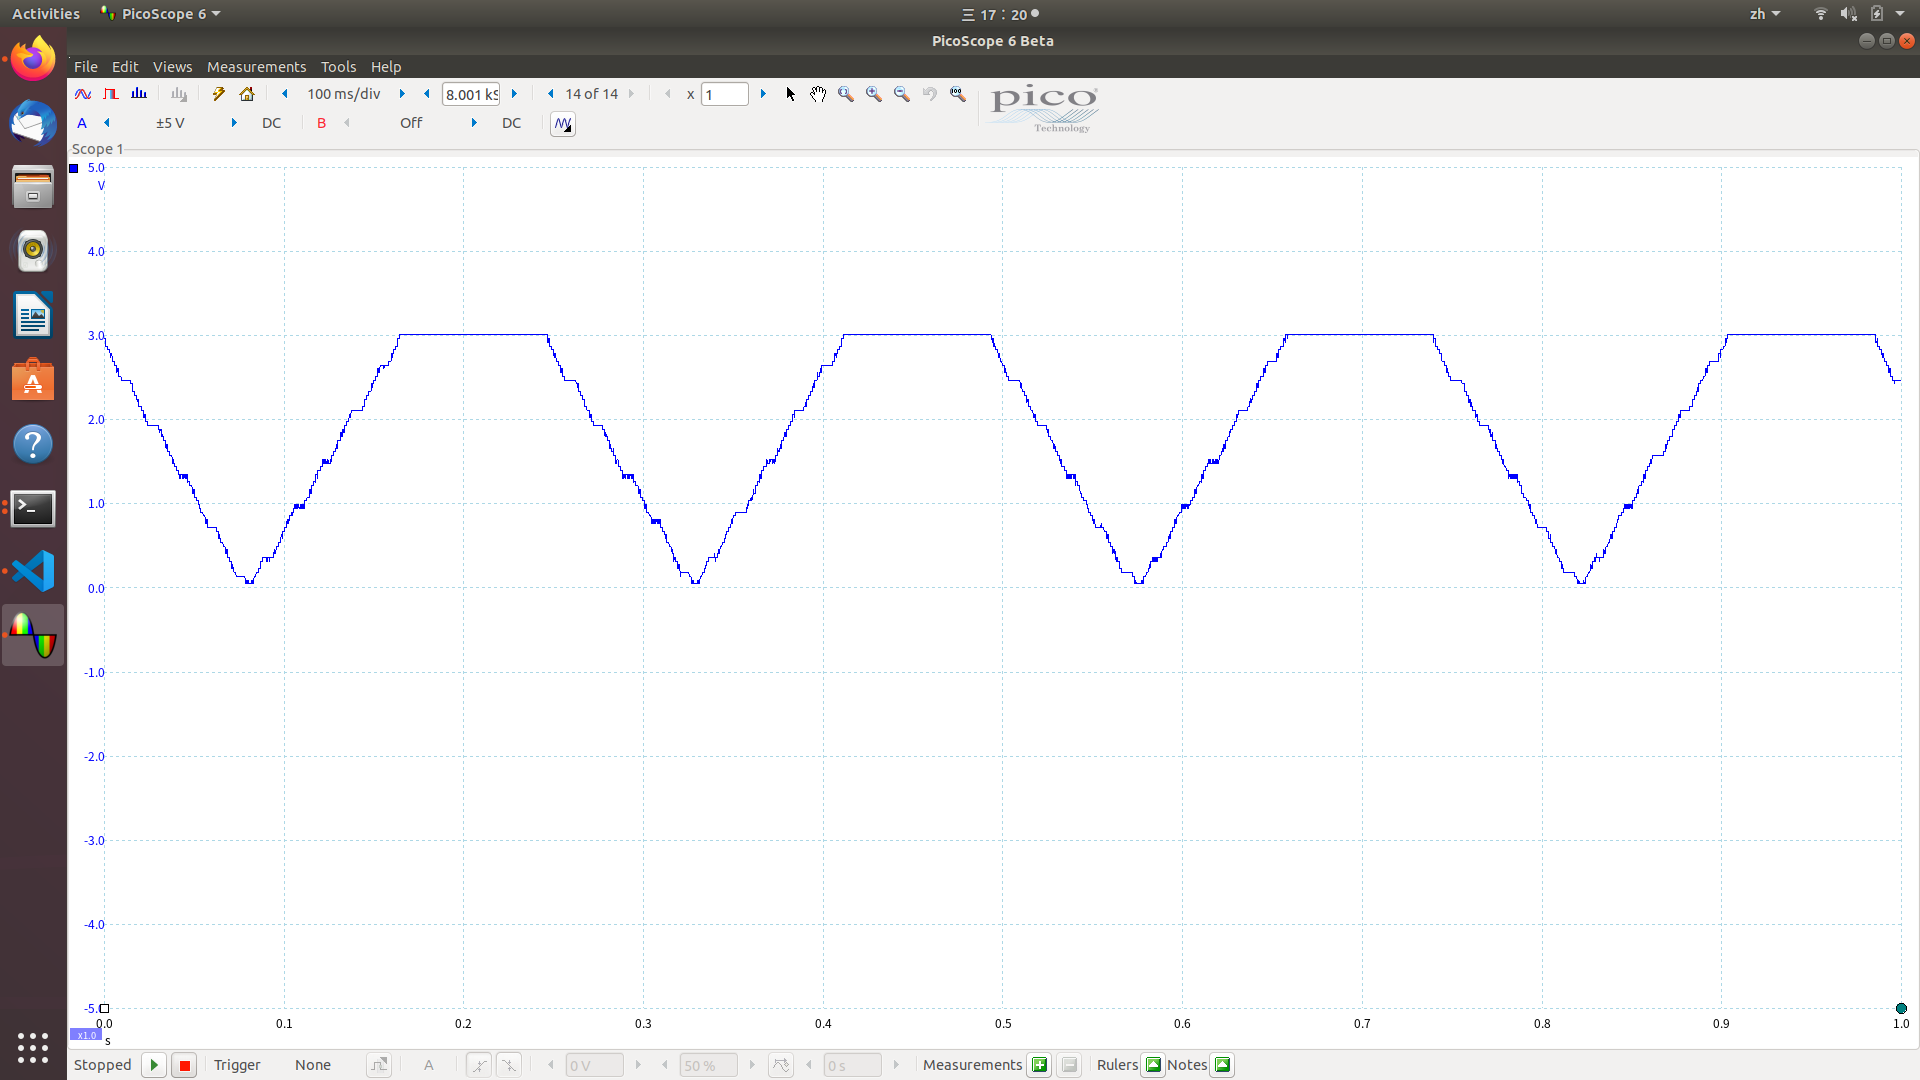 Activities PicoScope 6 三 17：20 zh
PicoScope 6 Beta
File Edit Views Measurements Tools Help
100 ms/div 8.001 kS 14 of 14 x 1
pico
Technology
A ±5 V DC B Off DC
Scope 1
5.0
V
4.0
3.0
2.0
1.0
0.0
-1.0
-2.0
-3.0
-4.0
-5.0
0.0 0.1 0.2 0.3 0.4 0.5 0.6 0.7 0.8 0.9 1.0
x1.0
s
Stopped Trigger None A 0 V 50 % 0 s Measurements Rulers Notes